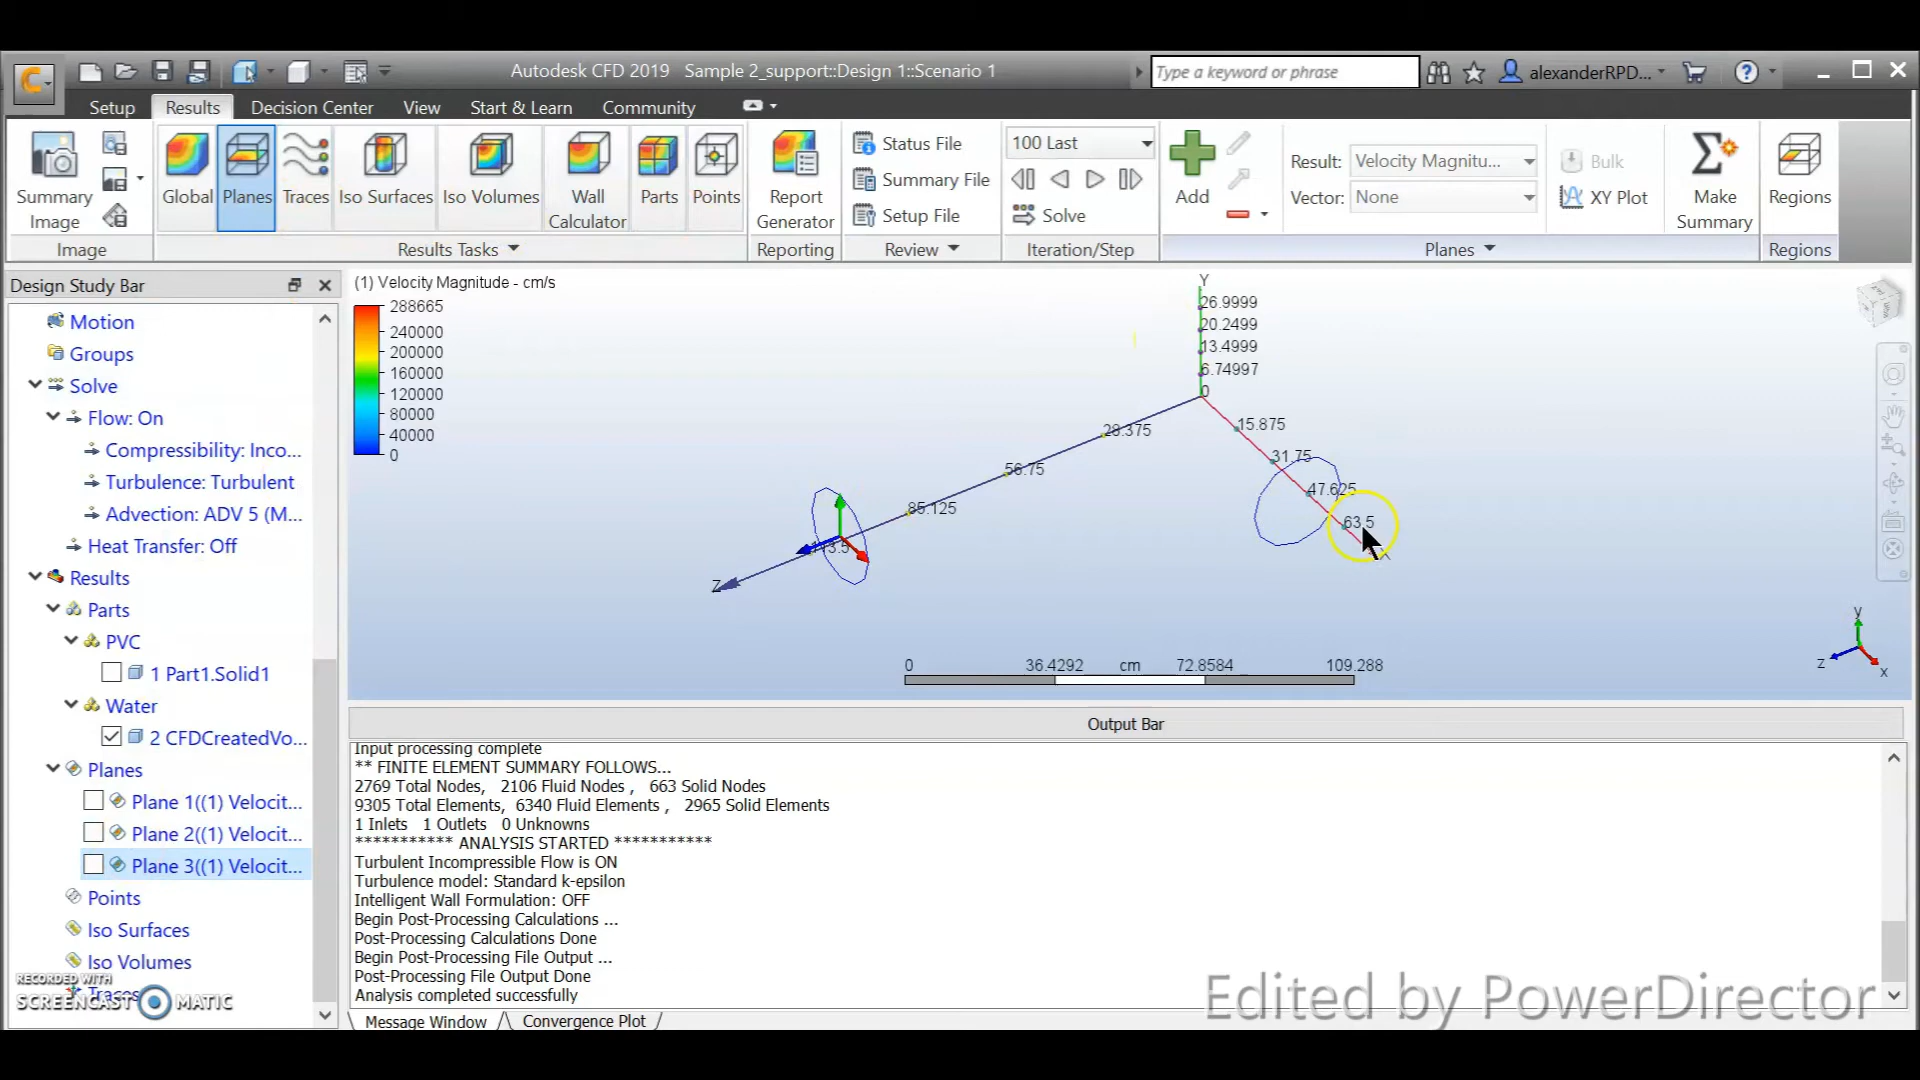 Autodesk CFD 2019 Sample 2_support::Design 1::Scenario 1
Type a keyword or phrase
alexanderRPD...
Setup
Results
Decision Center
View
Start & Learn
Community
Summary Image
Global
Planes
Traces
Iso Surfaces
Iso Volumes
Wall Calculator
Parts
Points
Report Generator
Status File
Summary File
Setup File
100 Last
Solve
Add
Result: Velocity Magnitu...
Vector: None
Bulk
XY Plot
Make Summary
Regions
Image
Results Tasks
Reporting
Review
Iteration/Step
Planes
Regions
Design Study Bar
Motion
Groups
Solve
Flow: On
Compressibility: Inco...
Turbulence: Turbulent
Advection: ADV 5 (M...
Heat Transfer: Off
Results
Parts
PVC
1 Part1.Solid1
Water
2 CFDCreatedVo...
Planes
Plane 1((1) Velocit...
Plane 2((1) Velocit...
Plane 3((1) Velocit...
Points
Iso Surfaces
Iso Volumes
Traces
RECORDED WITH
SCREENCAST MATIC
(1) Velocity Magnitude - cm/s
288665
240000
200000
160000
120000
80000
40000
0
Y
26.9999
20.2499
13.4999
6.74997
0
15.875
31.75
47.625
63.5
X
28.375
56.75
85.125
113.5
Z
0 36.4292 cm 72.8584 109.288
y
z
x
Output Bar
Input processing complete
** FINITE ELEMENT SUMMARY FOLLOWS...
2769 Total Nodes, 2106 Fluid Nodes , 663 Solid Nodes
9305 Total Elements, 6340 Fluid Elements , 2965 Solid Elements
1 Inlets 1 Outlets 0 Unknowns
*********** ANALYSIS STARTED ***********
Turbulent Incompressible Flow is ON
Turbulence model: Standard k-epsilon
Intelligent Wall Formulation: OFF
Begin Post-Processing Calculations ...
Post-Processing Calculations Done
Begin Post-Processing File Output ...
Post-Processing File Output Done
Analysis completed successfully
Message Window
Convergence Plot
Edited by PowerDirector